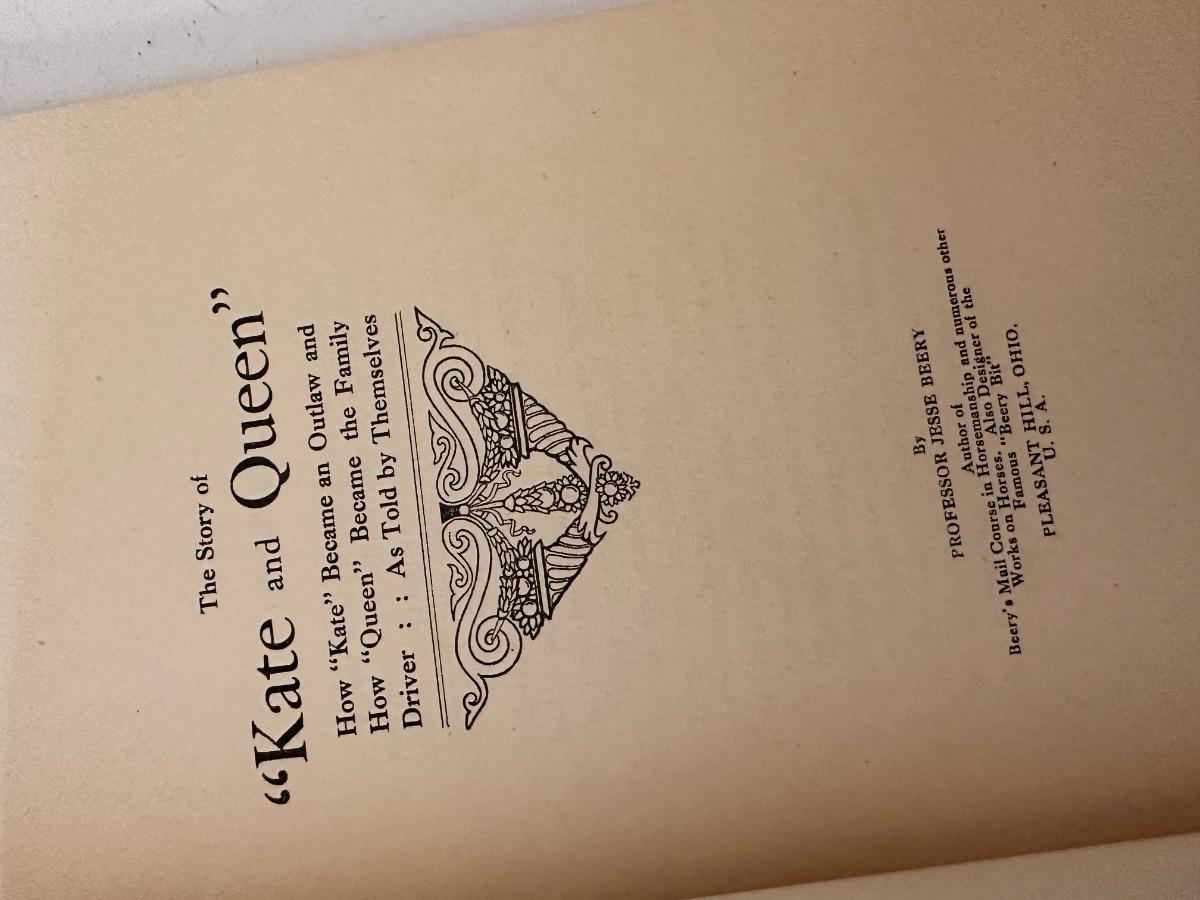 The Story of
“Kate and Queen”
How “Kate” Became an Outlaw and
How “Queen” Became the Family
Driver : : As Told by Themselves
By
PROFESSOR JESSE BEERY
Author of
Beery's Mail Course in Horsemanship and numerous other
Works on Horses. Also Designer of the
Famous “Beery Bit”
PLEASANT HILL, OHIO.
U. S. A.